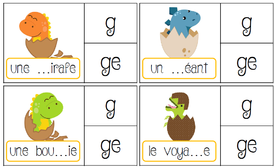 g
ge
une ...irafe
g
ge
un ...éant
g
ge
une bou...ie
g
ge
le voya...e